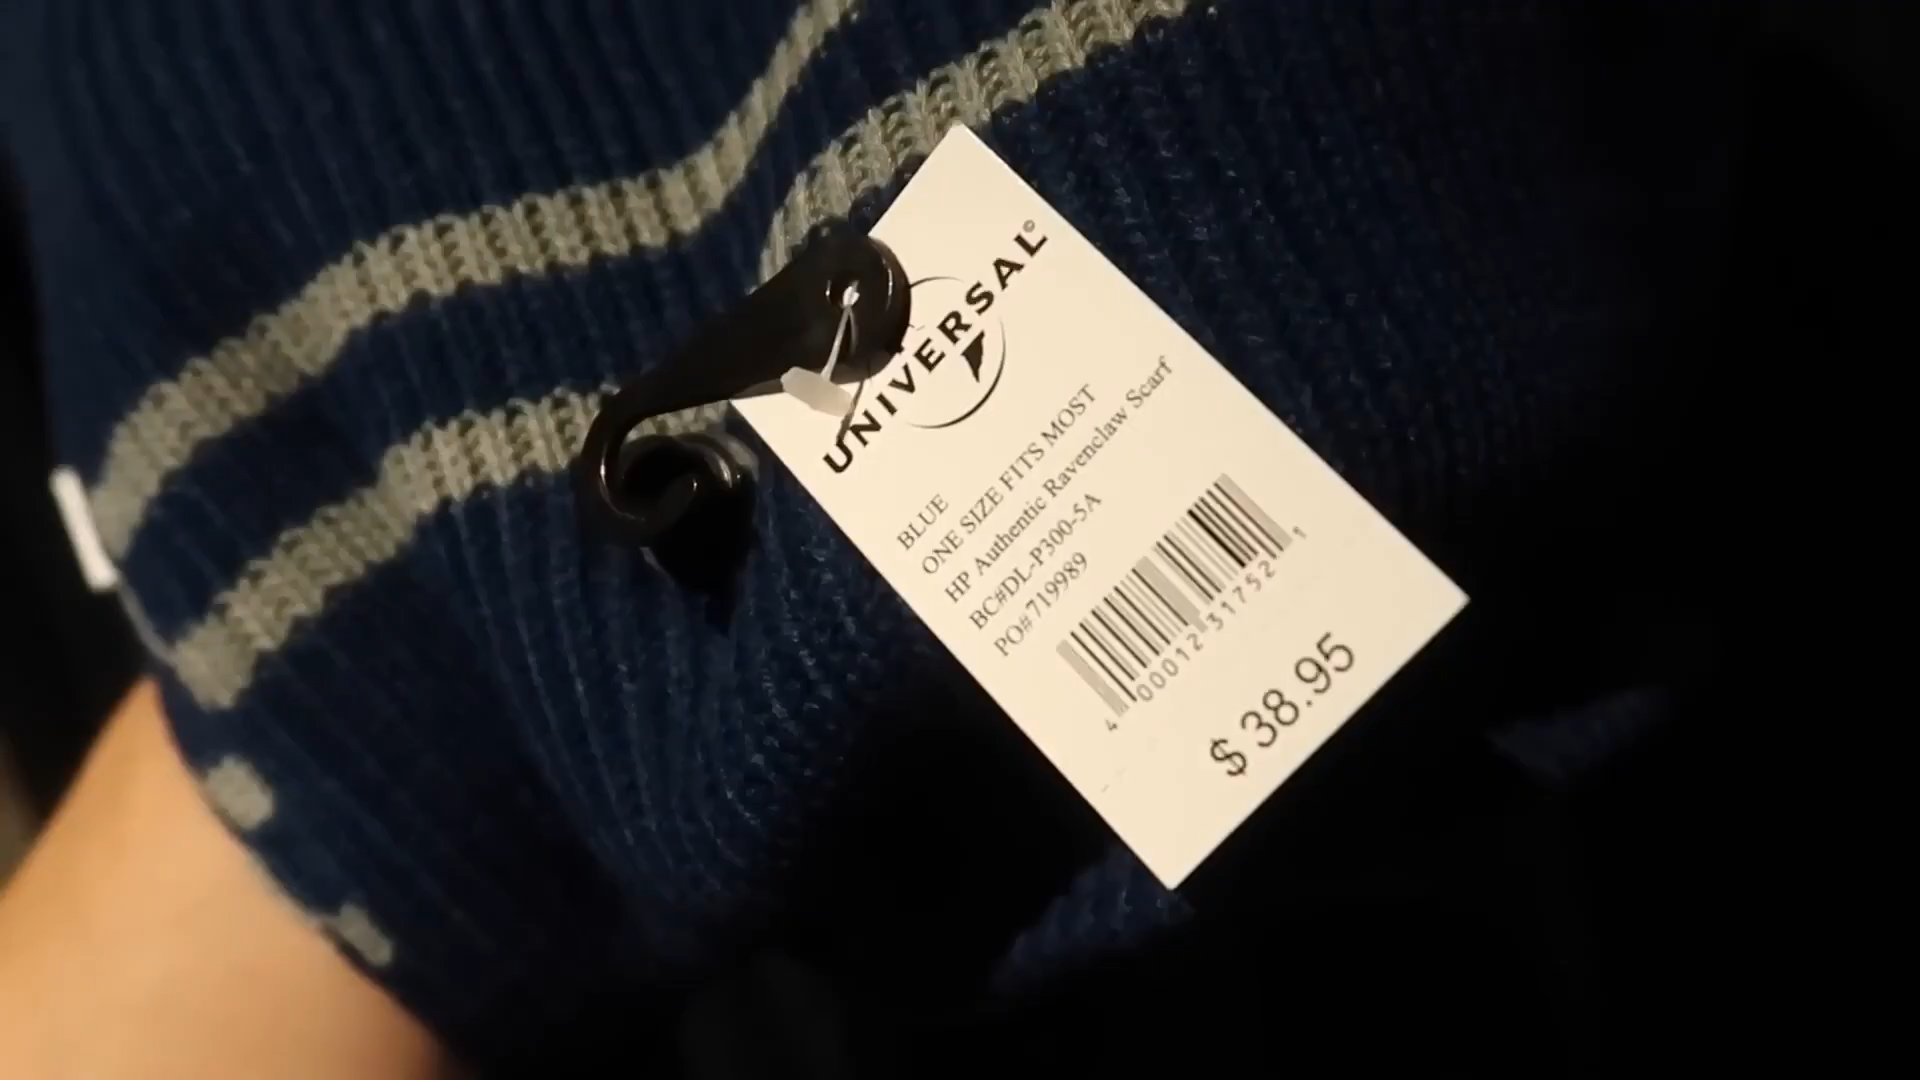 UNIVERSAL©
BLUE
ONE SIZE FITS MOST
HP Authentic Ravenclaw Scarf
BC#DL-P300-5A
PO#719989
4 00012 31752 1
$38.95